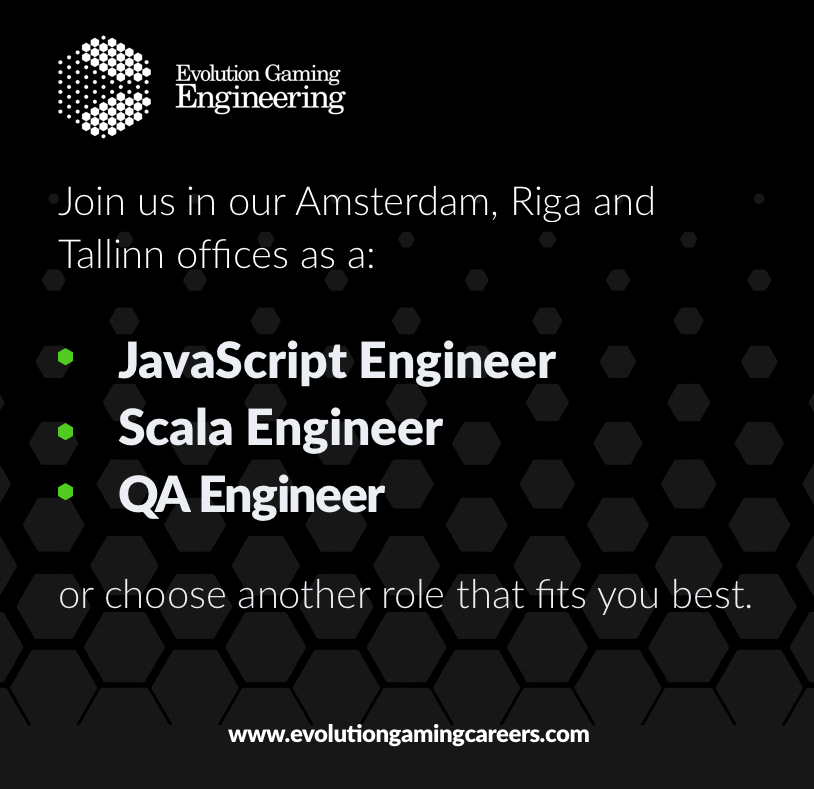 Evolution Gaming
Engineering
Join us in our Amsterdam, Riga and
Tallinn offices as a:
JavaScript Engineer
Scala Engineer
QA Engineer
or choose another role that fits you best.
www.evolutiongamingcareers.com